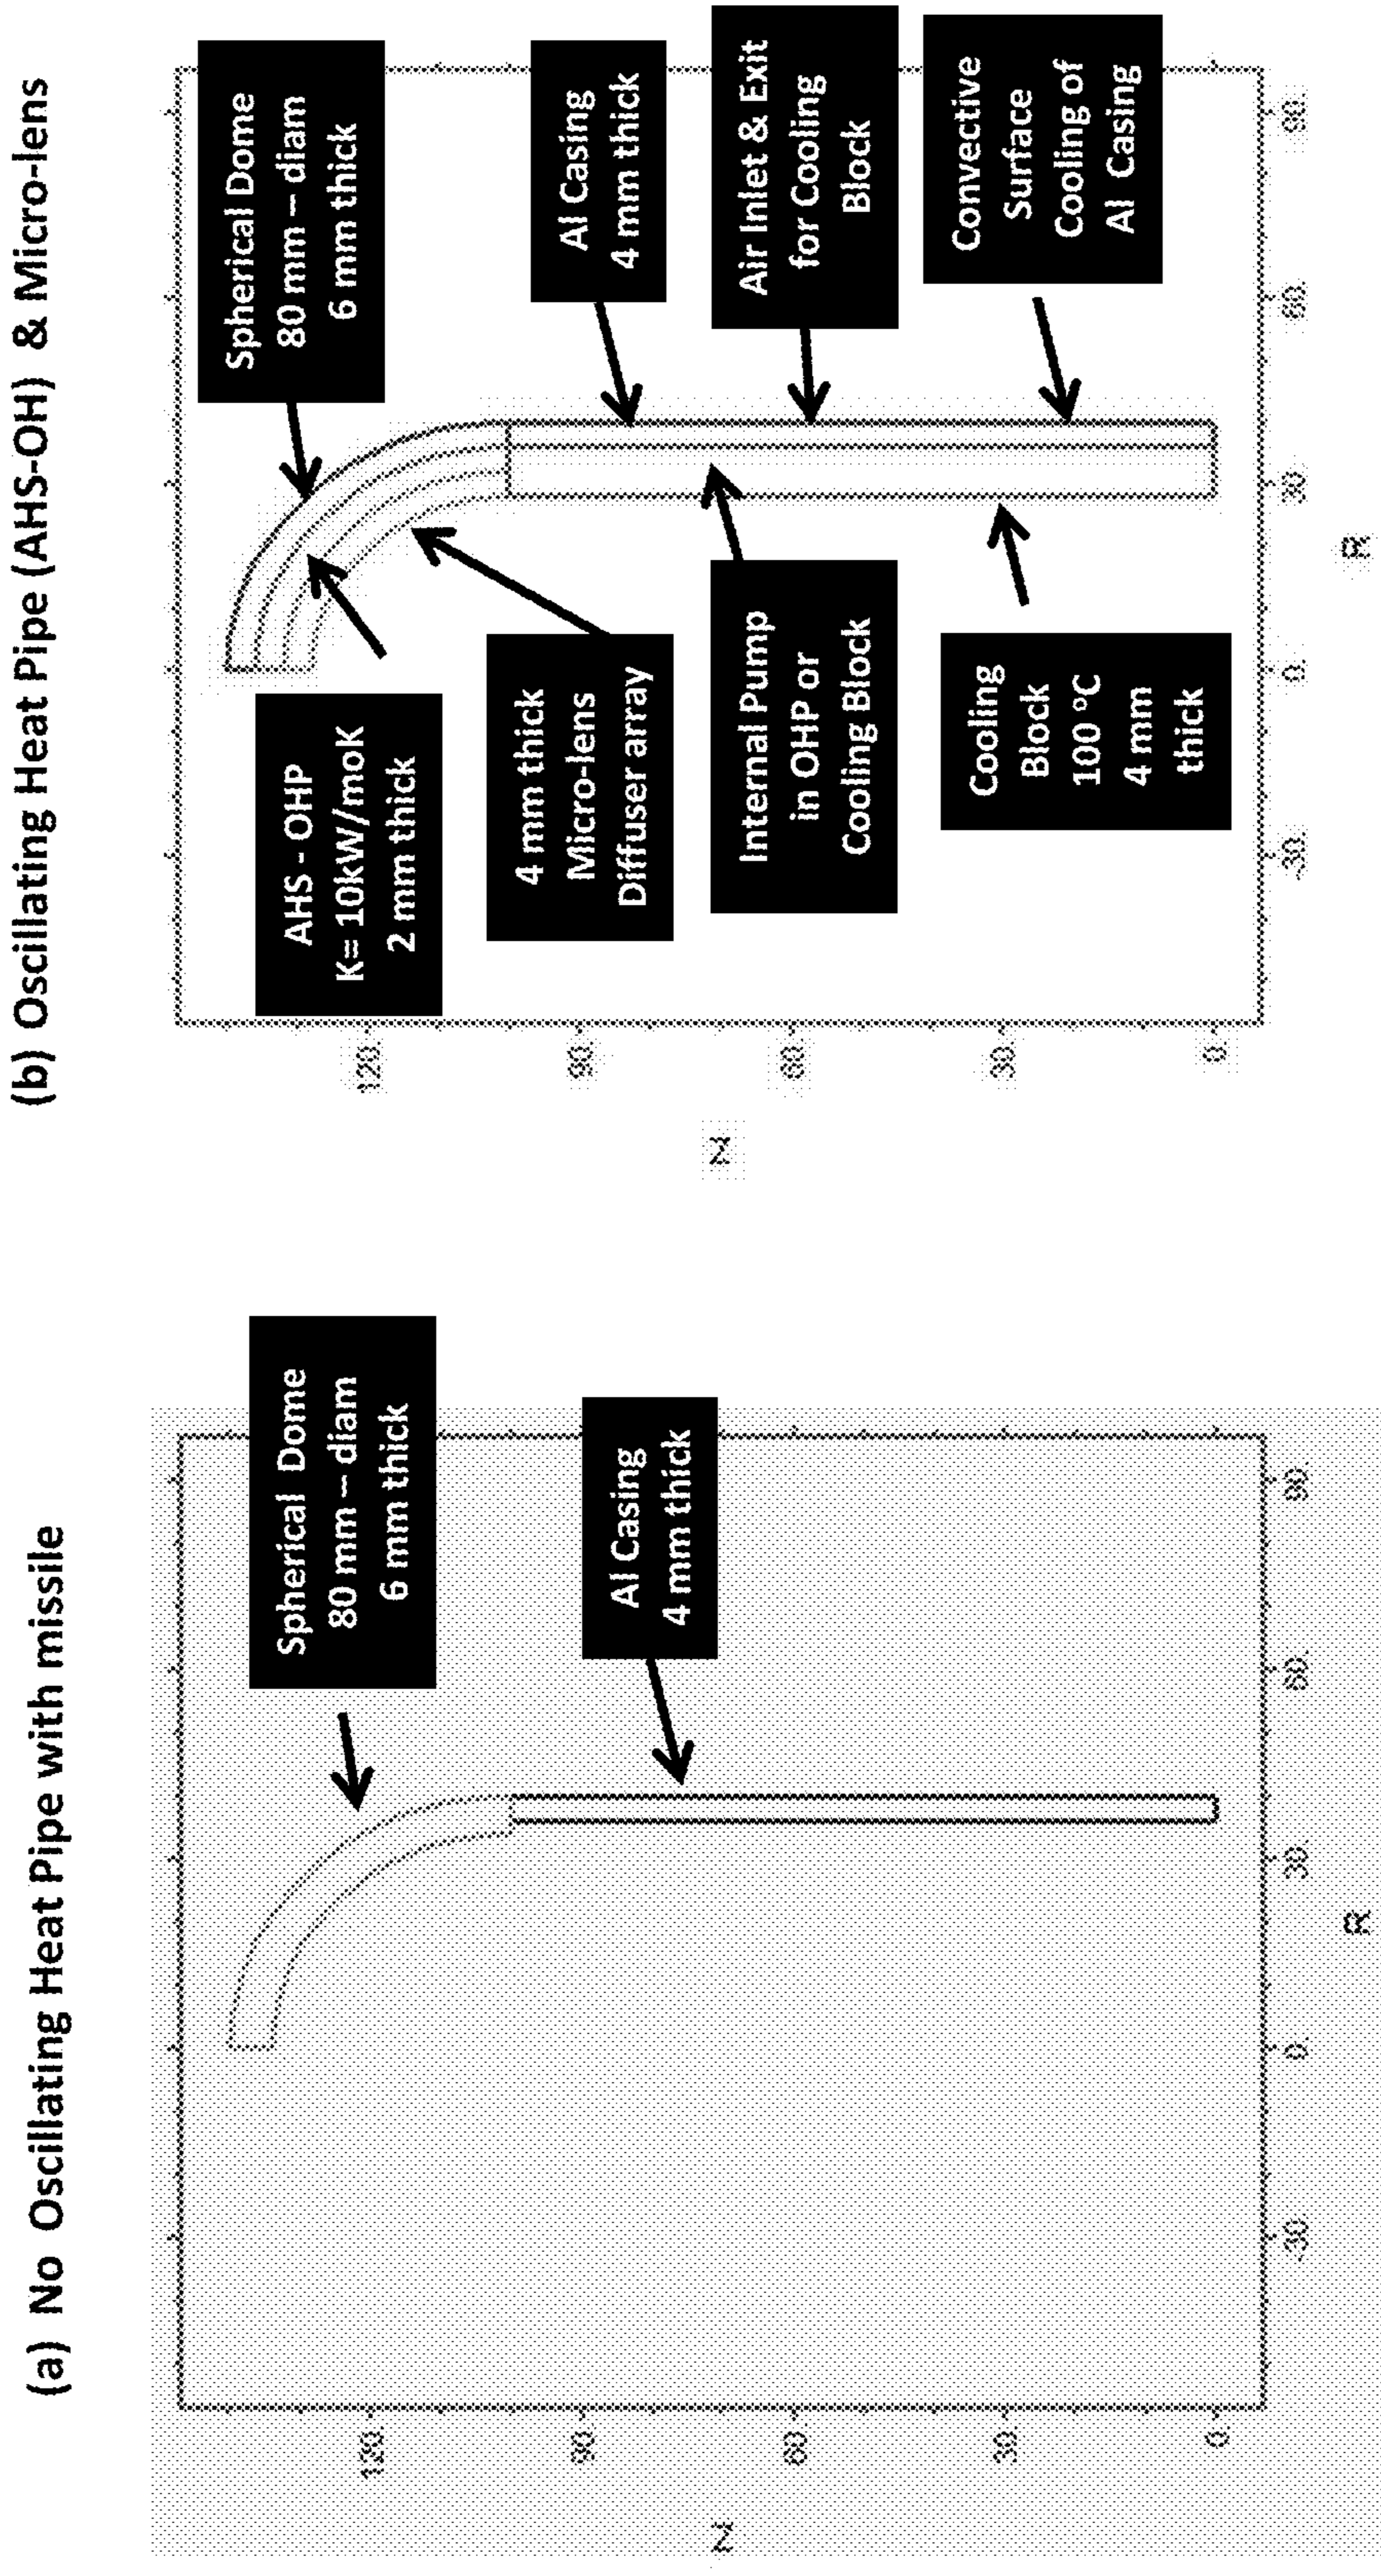 (a) No Oscillating Heat Pipe with missile
Spherical Dome
80 mm – diam
6 mm thick
Al Casing
4 mm thick
Z
120.
90.
60.
30.
0.
-30.
0.
30.
60.
90.
R
(b) Oscillating Heat Pipe (AHS-OH) & Micro-lens
Spherical Dome
80 mm – diam
6 mm thick
AHS - OHP
K= 10kW/moK
2 mm thick
Al Casing
4 mm thick
4 mm thick
Micro-lens
Diffuser array
Air Inlet & Exit
for Cooling
Block
Internal Pump
in OHP or
Cooling Block
Convective
Surface
Cooling of
Al Casing
Cooling
Block
100 °C
4 mm
thick
Z
120.
90.
60.
30.
0.
-30.
0.
30.
60.
90.
R